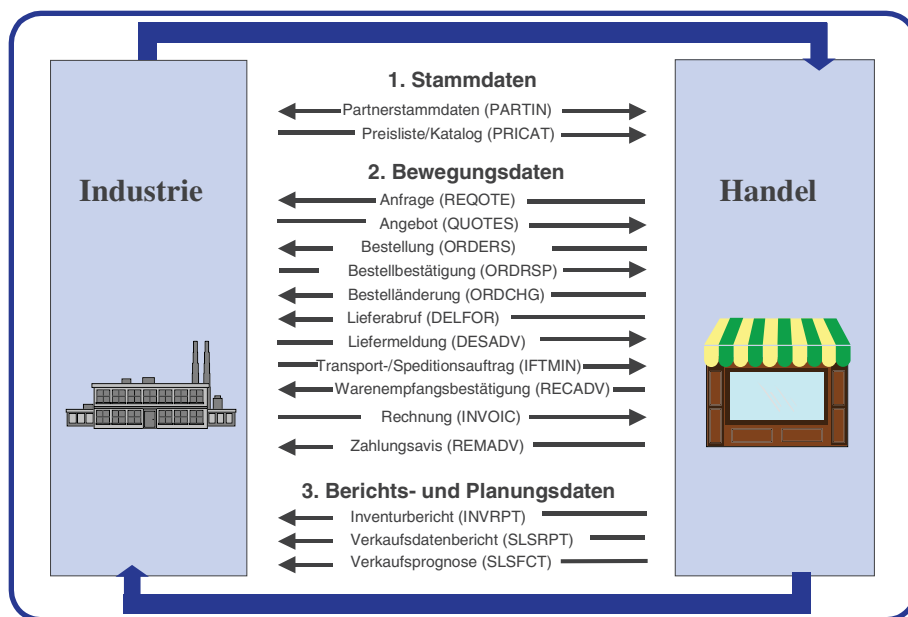 1. Stammdaten
Partnerstammdaten (PARTIN)
Preisliste/Katalog (PRICAT)
Industrie
Handel
2. Bewegungsdaten
Anfrage (REQOTE)
Angebot (QUOTES)
Bestellung (ORDERS)
Bestellbestätigung (ORDRSP)
Bestelländerung (ORDCHG)
Lieferabruf (DELFOR)
Liefermeldung (DESADV)
Transport-/Speditionsauftrag (IFTMIN)
Warenempfangsbestätigung (RECADV)
Rechnung (INVOIC)
Zahlungsavis (REMADV)
3. Berichts- und Planungsdaten
Inventurbericht (INVRPT)
Verkaufsdatenbericht (SLSRPT)
Verkaufsprognose (SLSFCT)